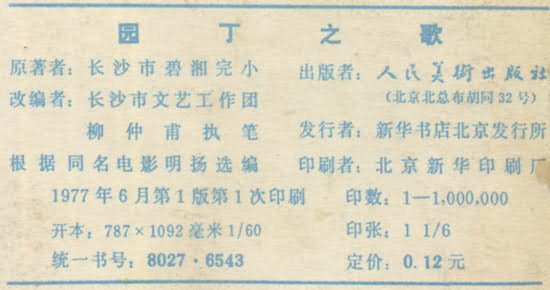 园丁之歌
原著者：长沙市碧湘完小
改编者：长沙市文艺工作团
柳仲甫执笔
根据同名电影明扬选编
出版者：人民美術出版社
（北京北总布胡同32号）
发行者：新华书店北京发行所
印刷者：北京新华印刷厂
1977年6月第1版第1次印刷
印数：1—1,000,000
开本：787×1092毫米1/60
印张：1 1/6
统一书号：8027·6543
定价：0.12元